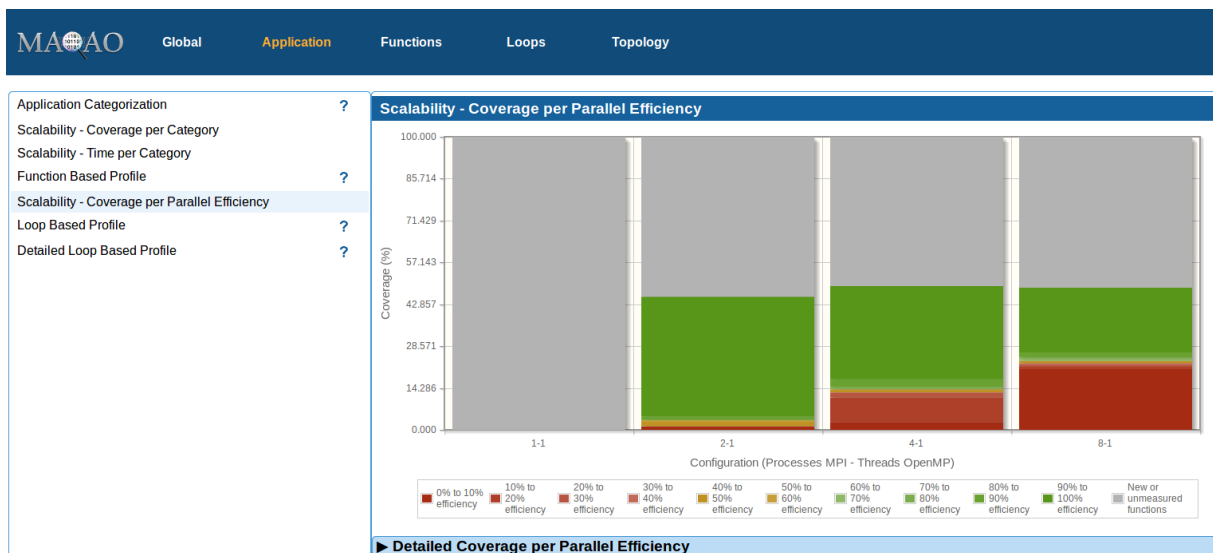 MAQAO Global Application Functions Loops Topology
Application Categorization ?
Scalability - Coverage per Category
Scalability - Time per Category
Function Based Profile ?
Scalability - Coverage per Parallel Efficiency
Loop Based Profile ?
Detailed Loop Based Profile ?
Scalability - Coverage per Parallel Efficiency
100.000
85.714
71.429
57.143
42.857
28.571
14.286
0.000
Coverage (%)
1-1 2-1 4-1 8-1
Configuration (Processes MPI - Threads OpenMP)
0% to 10% efficiency
10% to 20% efficiency
20% to 30% efficiency
30% to 40% efficiency
40% to 50% efficiency
50% to 60% efficiency
60% to 70% efficiency
70% to 80% efficiency
80% to 90% efficiency
90% to 100% efficiency
New or unmeasured functions
▶ Detailed Coverage per Parallel Efficiency